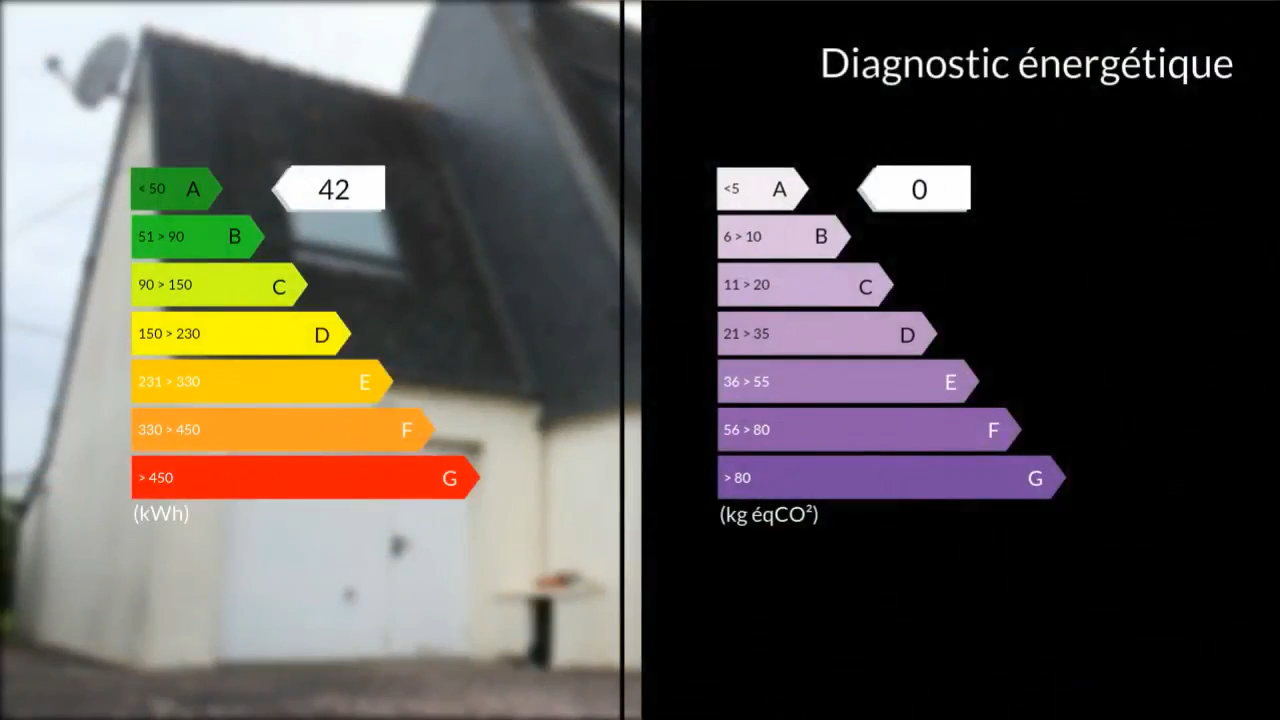 Diagnostic énergétique
< 50 A 42
51 > 90 B
90 > 150 C
150 > 230 D
231 > 330 E
330 > 450 F
> 450 G
(kWh)
<5 A 0
6 > 10 B
11 > 20 C
21 > 35 D
36 > 55 E
56 > 80 F
> 80 G
(kg éqCO²)